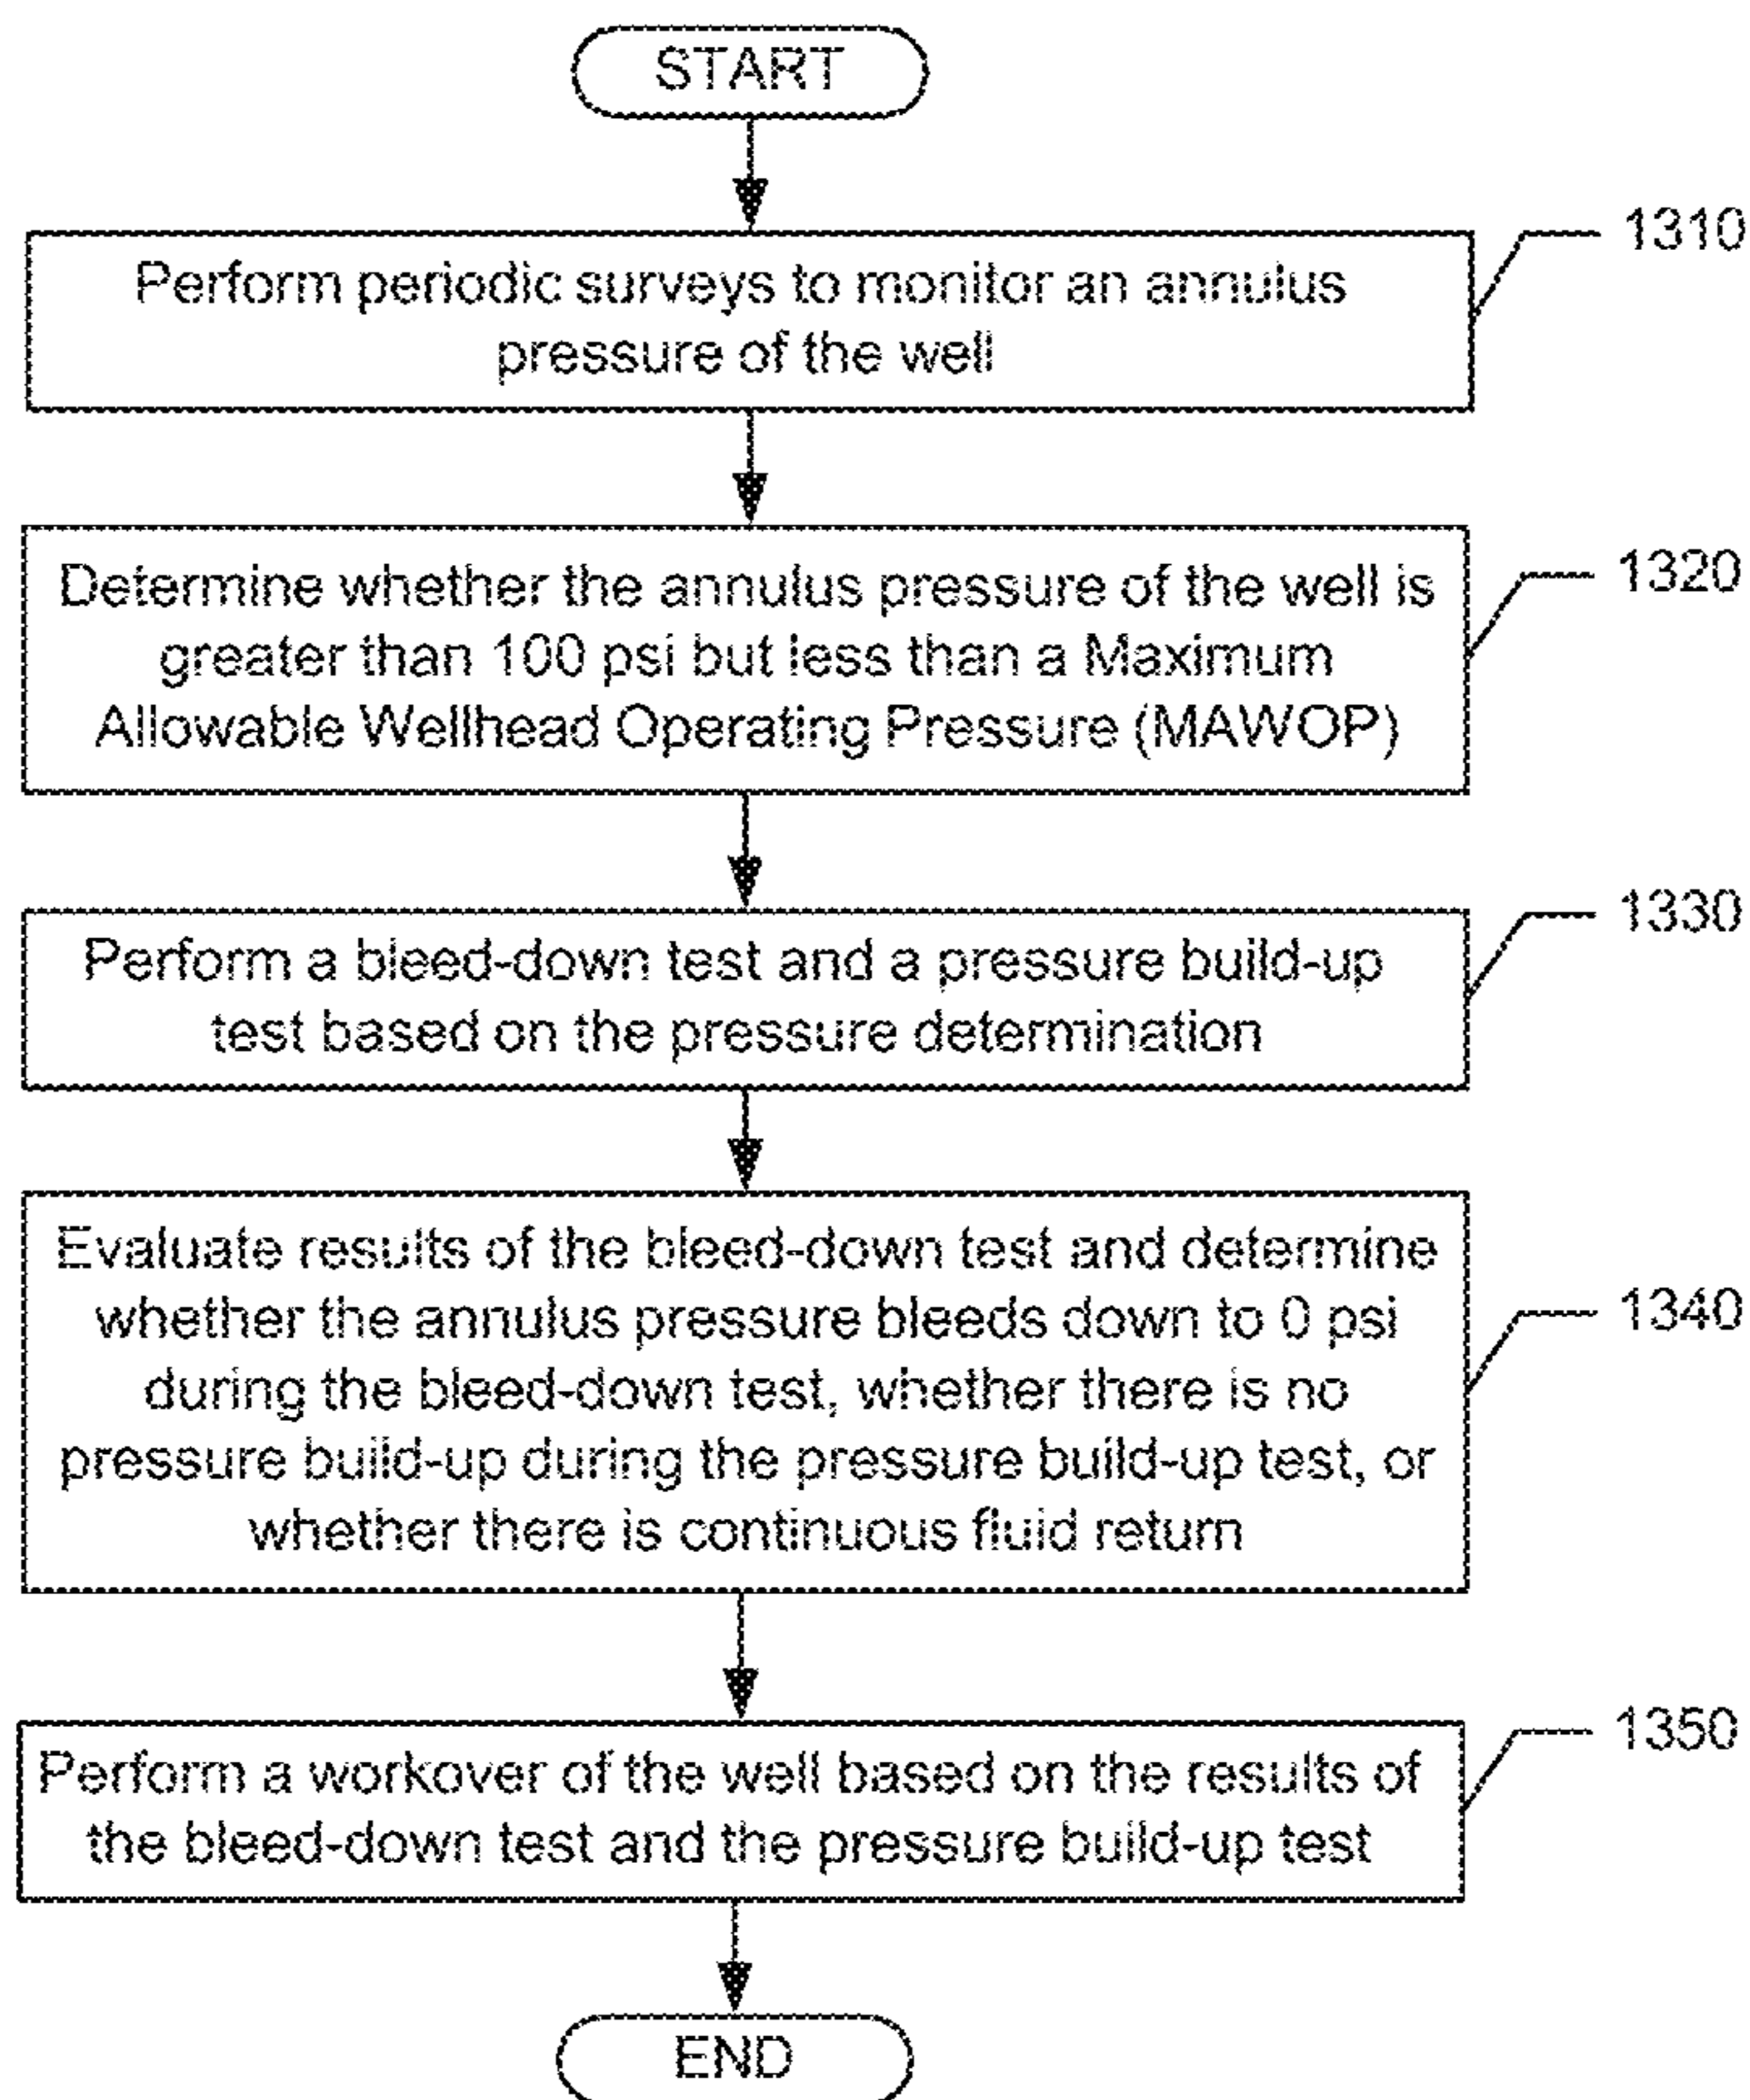 START
1310
Perform periodic surveys to monitor an annulus
pressure of the well
1320
Determine whether the annulus pressure of the well is
greater than 100 psi but less than a Maximum
Allowable Wellhead Operating Pressure (MAWOP)
1330
Perform a bleed-down test and a pressure build-up
test based on the pressure determination
1340
Evaluate results of the bleed-down test and determine
whether the annulus pressure bleeds down to 0 psi
during the bleed-down test, whether there is no
pressure build-up during the pressure build-up test, or
whether there is continuous fluid return
1350
Perform a workover of the well based on the results of
the bleed-down test and the pressure build-up test
END